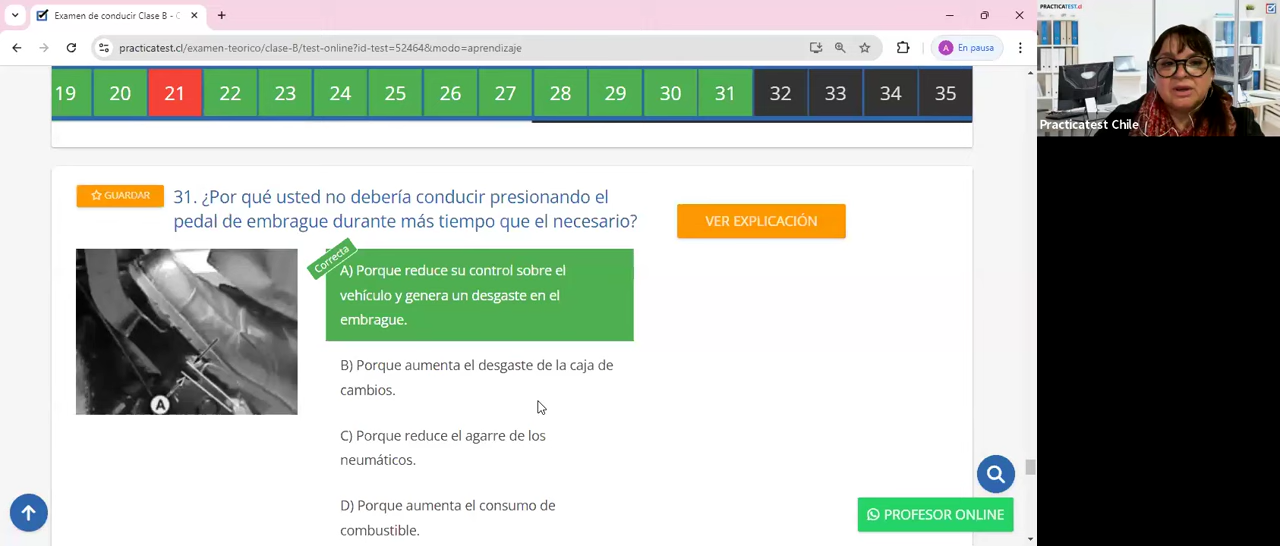 Examen de conducir Clase B - C
practicatest.cl/examen-teorico/clase-B/test-online?id-test=52464&modo=aprendizaje
A
En pausa
PRACTICATEST.cl
Practicatest Chile
19 20 21 22 23 24 25 26 27 28 29 30 31 32 33 34 35
GUARDAR
31. ¿Por qué usted no debería conducir presionando el
pedal de embrague durante más tiempo que el necesario?
VER EXPLICACIÓN
Correcta
A) Porque reduce su control sobre el
vehículo y genera un desgaste en el
embrague.
B) Porque aumenta el desgaste de la caja de
cambios.
C) Porque reduce el agarre de los
neumáticos.
D) Porque aumenta el consumo de
combustible.
A
PROFESOR ONLINE